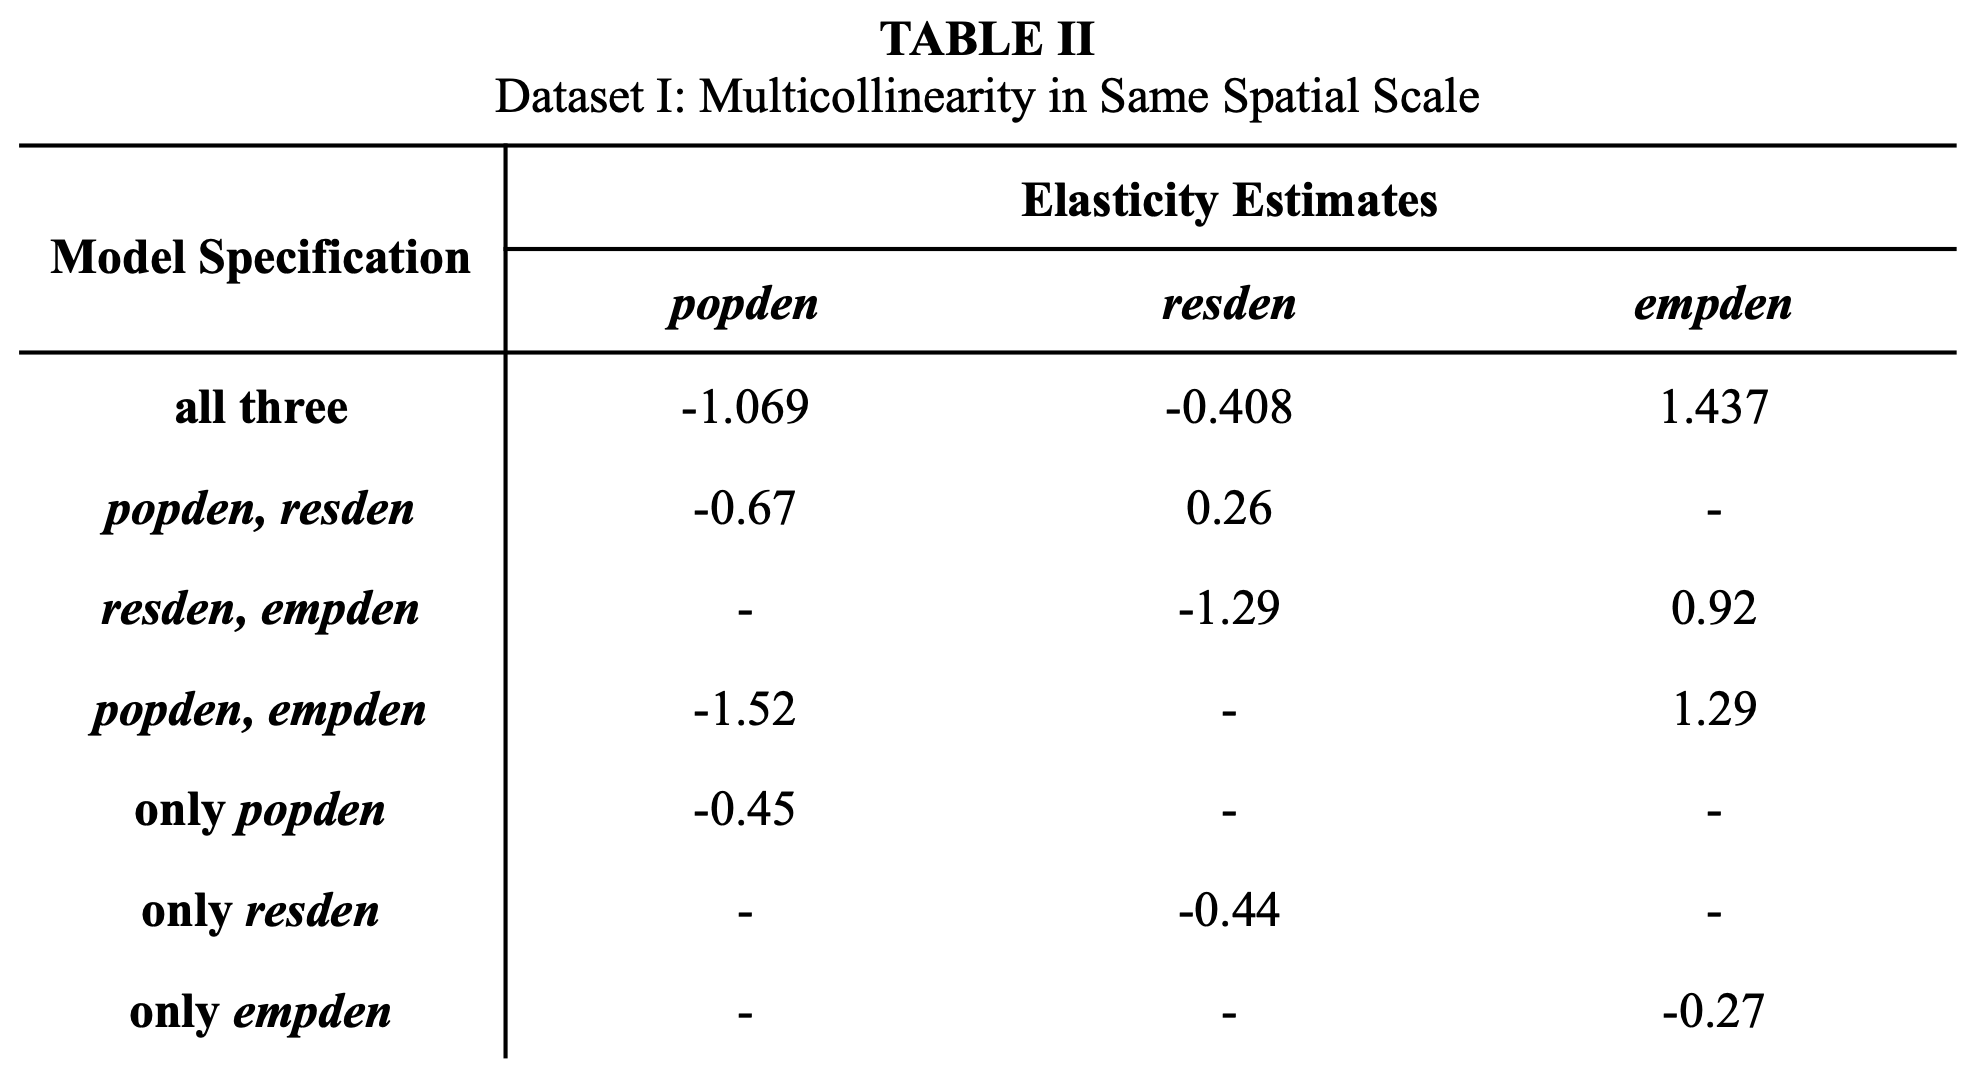 TABLE II
Dataset I: Multicollinearity in Same Spatial Scale
Model Specification
Elasticity Estimates
popden resden empden
all three -1.069 -0.408 1.437
popden, resden -0.67 0.26 -
resden, empden - -1.29 0.92
popden, empden -1.52 - 1.29
only popden -0.45 - -
only resden - -0.44 -
only empden - - -0.27